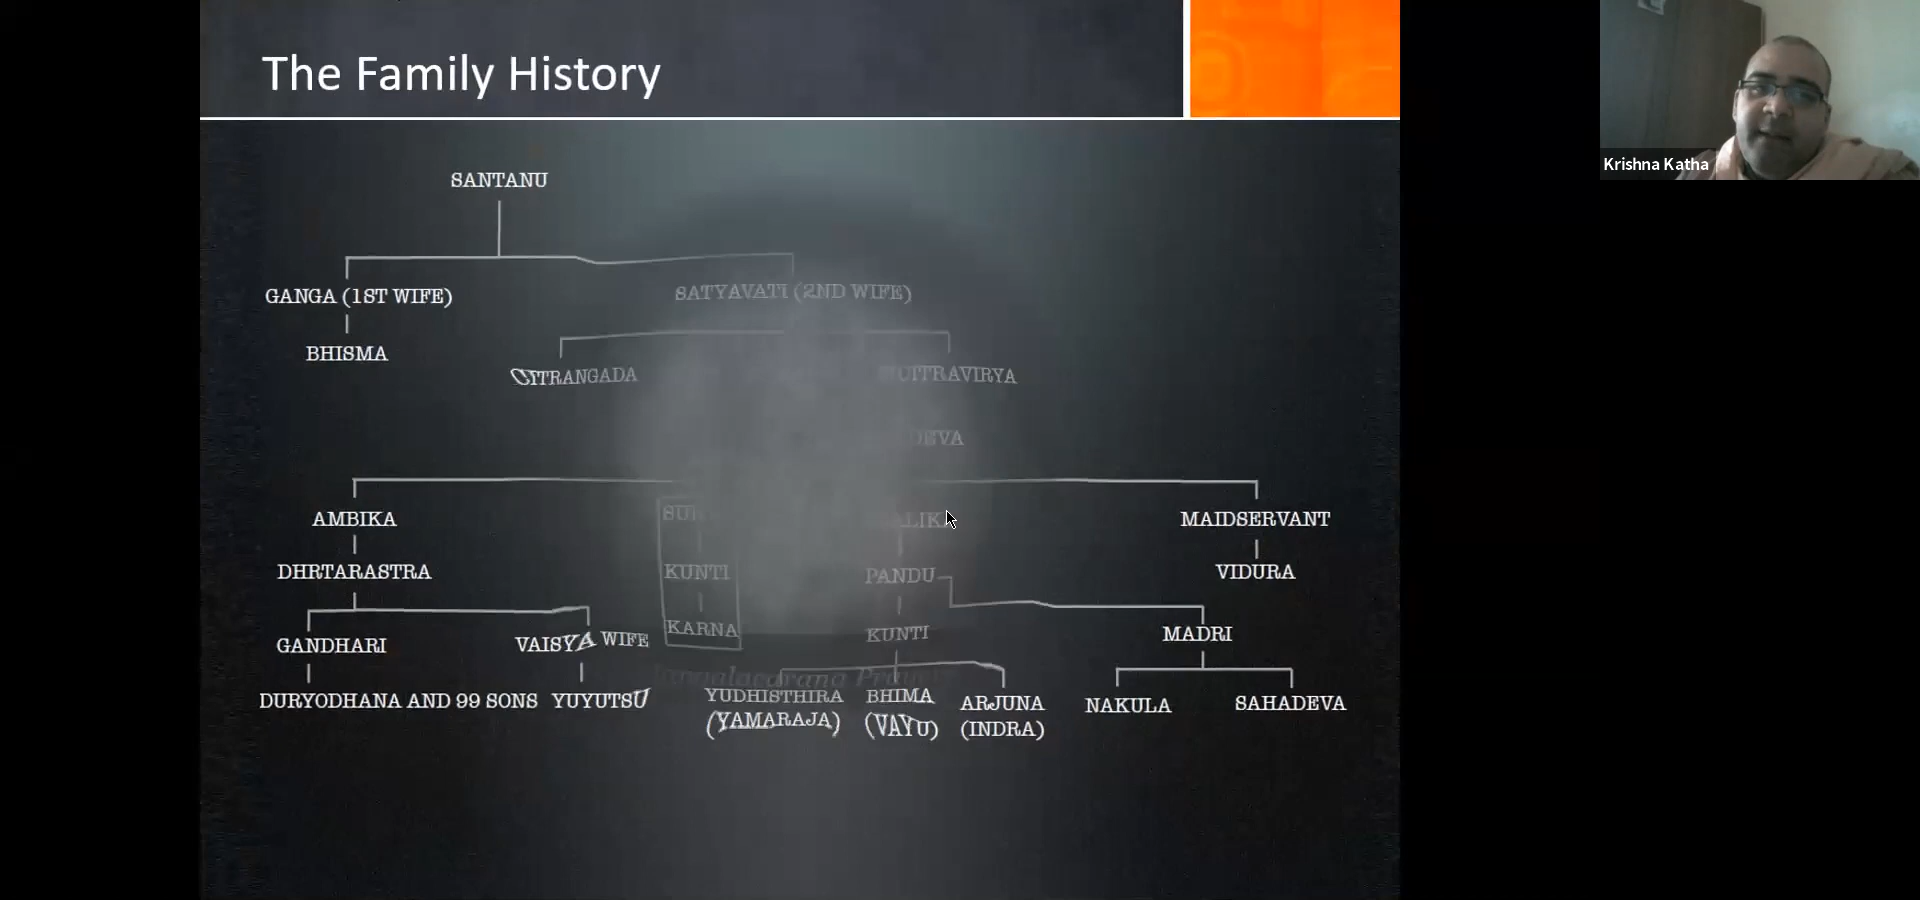 The Family History
Krishna Katha
SANTANU
GANGA (1ST WIFE)
SATYAVATI (2ND WIFE)
BHISMA
CITRANGADA
DEVA
AMBIKA
MAIDSERVANT
DHRTARASTRA
KUNTI
PANDU
VIDURA
KARNA
GANDHARI
VAISYA WIFE
KUNTI
MADRI
DURYODHANA AND 99 SONS
YUYUTSU
YUDHISTHIRA
(YAMARAJA)
BHIMA
(VAYU)
ARJUNA
(INDRA)
NAKULA
SAHADEVA